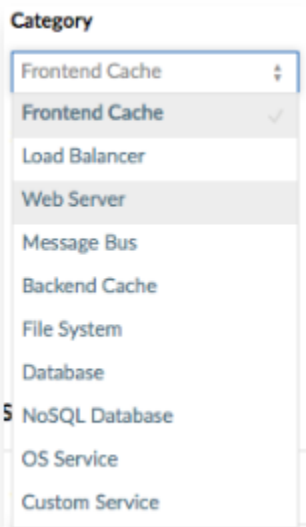 Category
Frontend Cache
Frontend Cache
Load Balancer
Web Server
Message Bus
Backend Cache
File System
Database
NoSQL Database
OS Service
Custom Service